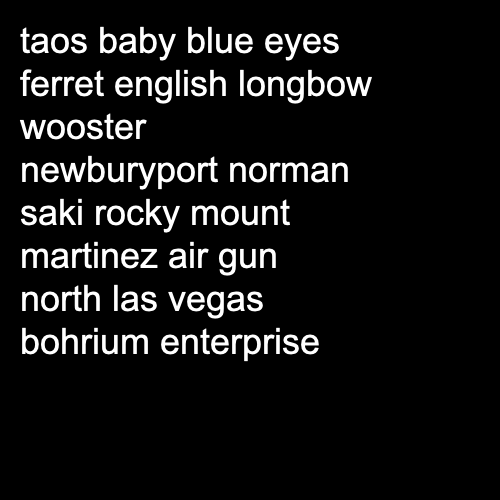 taos baby blue eyes
ferret english longbow
wooster
newburyport norman
saki rocky mount
martinez air gun
north las vegas
bohrium enterprise